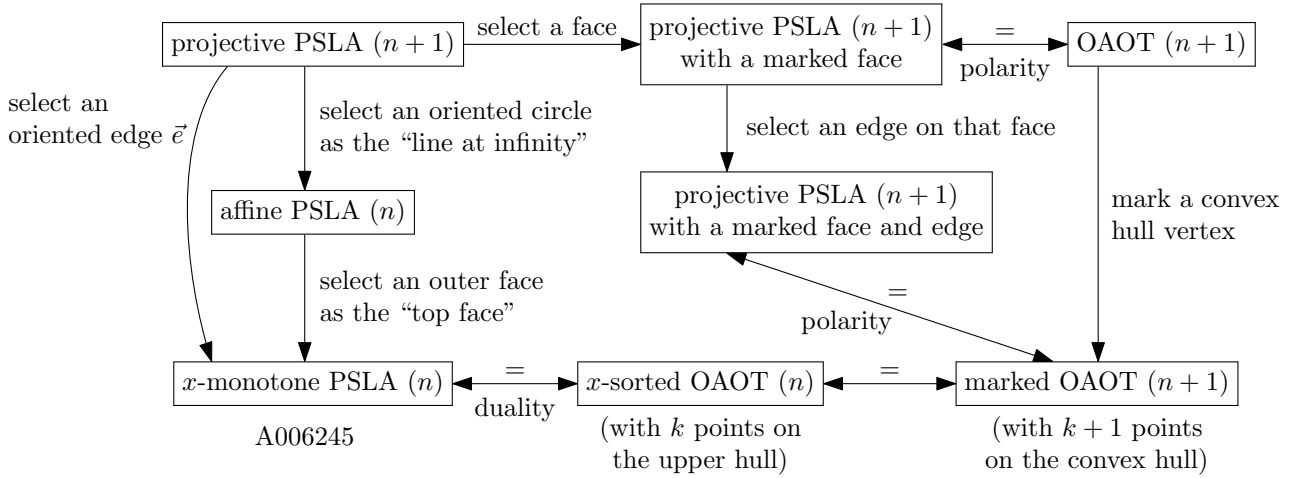 projective PSLA (n + 1)
select a face
projective PSLA (n + 1)
with a marked face
=
polarity
OAOT (n + 1)
select an
oriented edge e⃗
select an oriented circle
as the “line at infinity”
select an edge on that face
affine PSLA (n)
projective PSLA (n + 1)
with a marked face and edge
mark a convex
hull vertex
select an outer face
as the “top face”
=
polarity
x-monotone PSLA (n)
=
duality
x-sorted OAOT (n)
=
marked OAOT (n + 1)
A006245
(with k points on
the upper hull)
(with k + 1 points
on the convex hull)